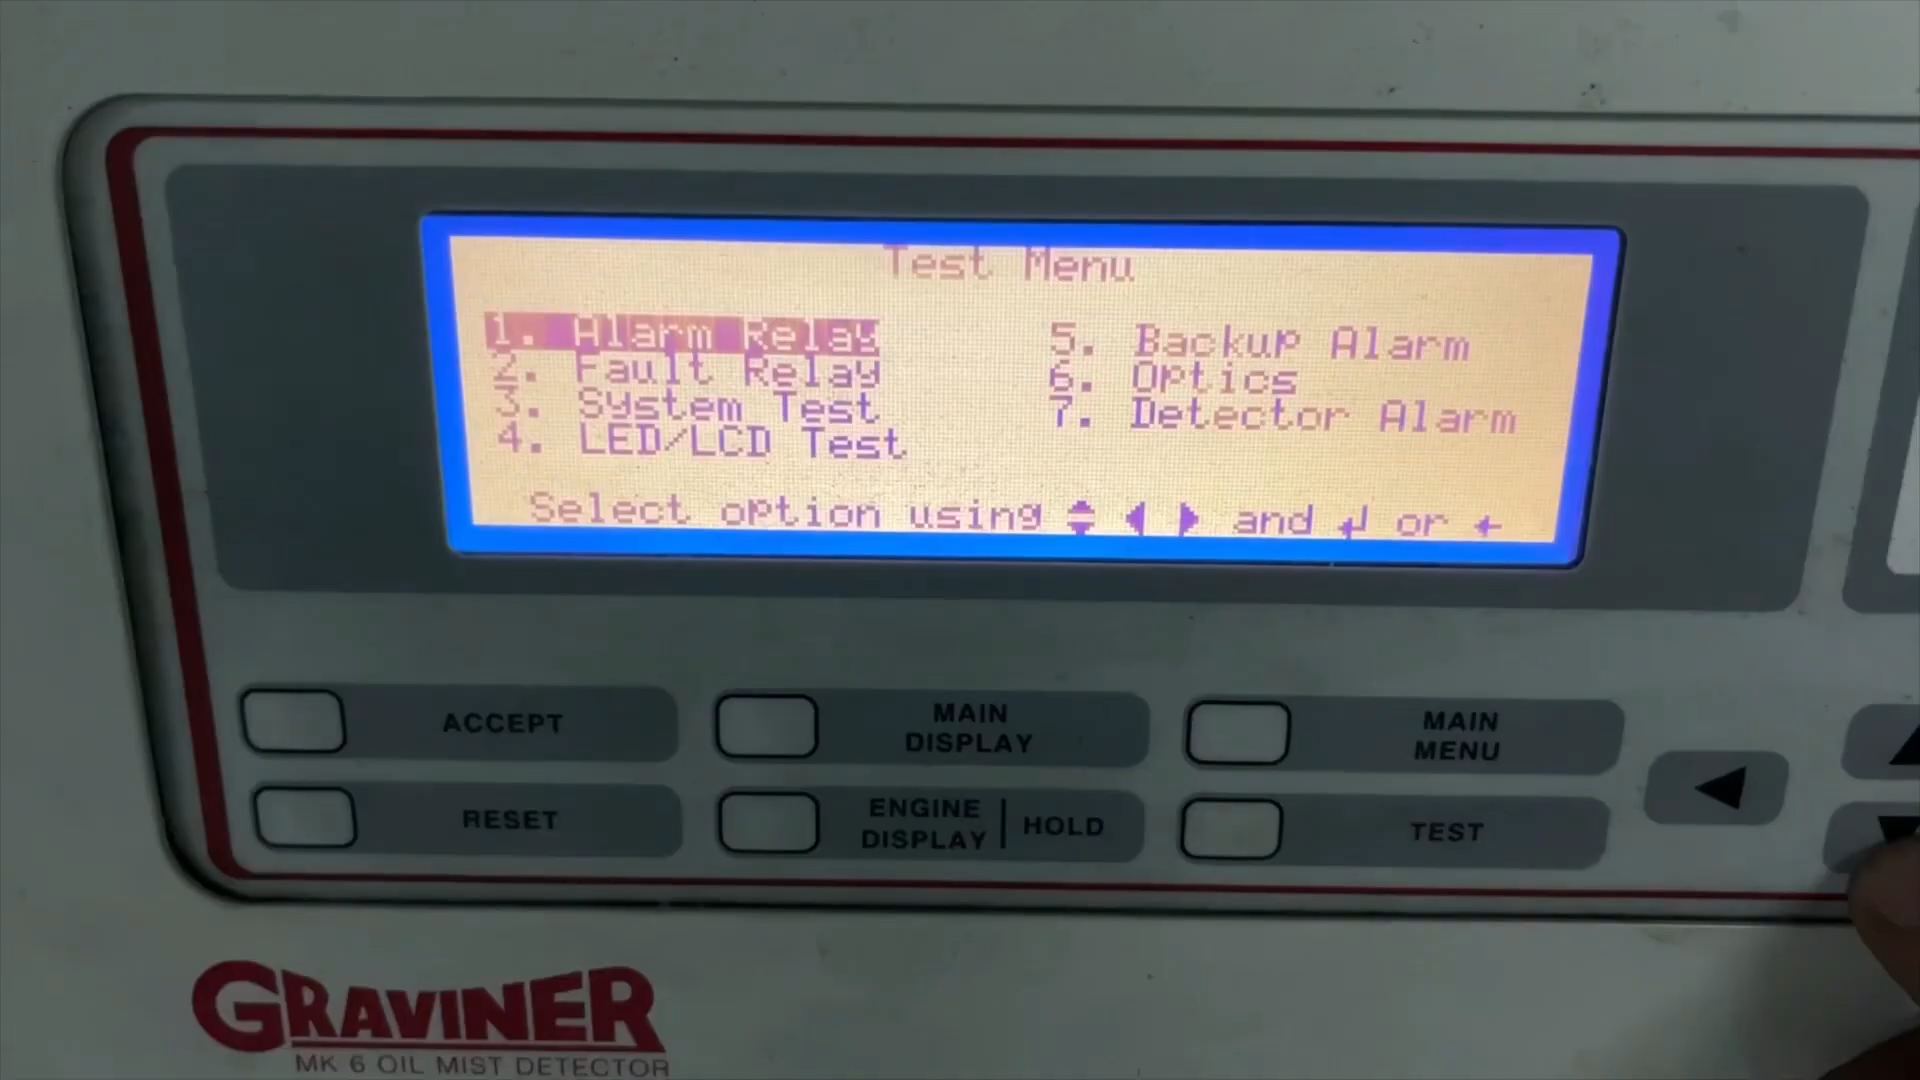 Test Menu
1. Alarm Relay
2. Fault Relay
3. System Test
4. LED/LCD Test
5. Backup Alarm
6. Optics
7. Detector Alarm
Select option using ▲▼ ◀ ▶ and ↲ or ←
ACCEPT
MAIN
DISPLAY
MAIN
MENU
RESET
ENGINE
DISPLAY | HOLD
TEST
GRAVINER
MK 6 OIL MIST DETECTOR